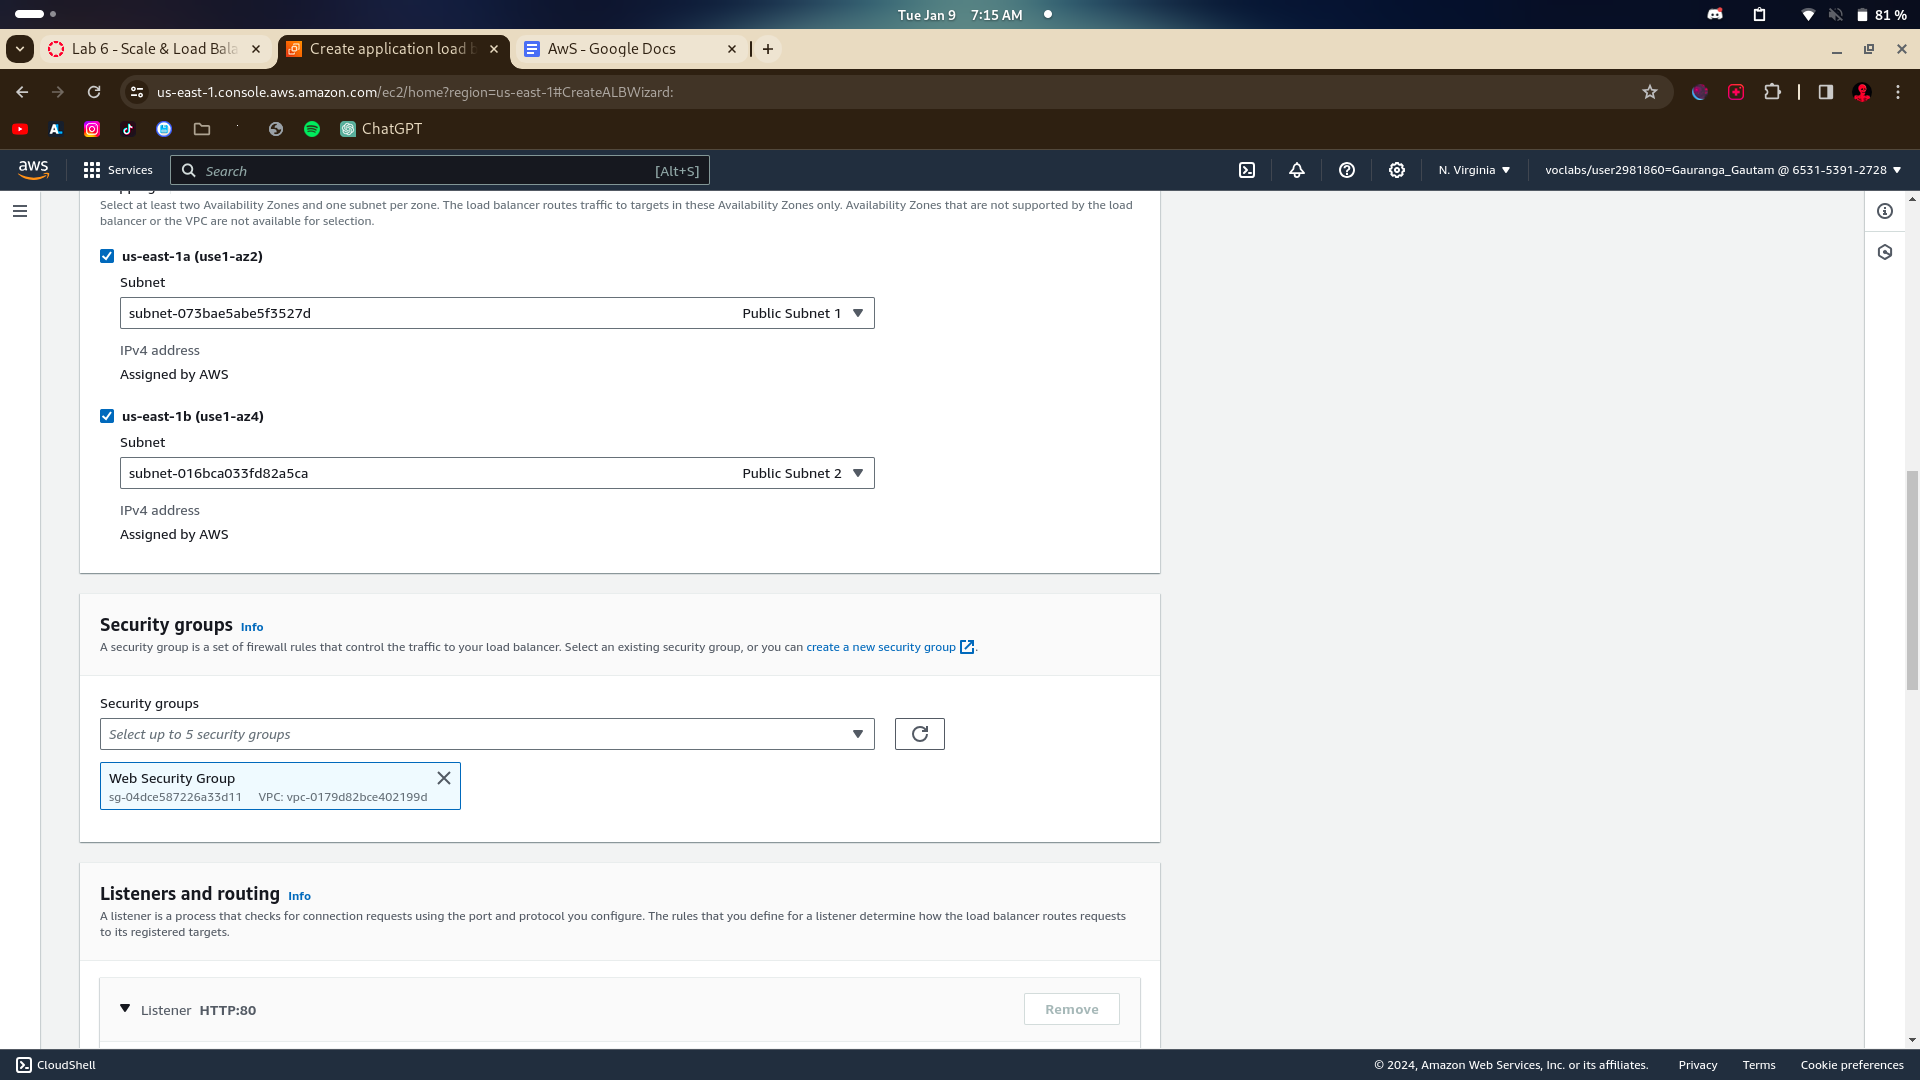 Tue Jan 9 7:15 AM
81 %
Lab 6 - Scale & Load Bala
Create application load b
AwS - Google Docs
us-east-1.console.aws.amazon.com/ec2/home?region=us-east-1#CreateALBWizard:
ChatGPT
aws
Services
Search
[Alt+S]
N. Virginia
voclabs/user2981860=Gauranga_Gautam @ 6531-5391-2728
Select at least two Availability Zones and one subnet per zone. The load balancer routes traffic to targets in these Availability Zones only. Availability Zones that are not supported by the load
balancer or the VPC are not available for selection.
us-east-1a (use1-az2)
Subnet
subnet-073bae5abe5f3527d
Public Subnet 1
IPv4 address
Assigned by AWS
us-east-1b (use1-az4)
Subnet
subnet-016bca033fd82a5ca
Public Subnet 2
IPv4 address
Assigned by AWS
Security groups Info
A security group is a set of firewall rules that control the traffic to your load balancer. Select an existing security group, or you can create a new security group.
Security groups
Select up to 5 security groups
Web Security Group
sg-04dce587226a33d11 VPC: vpc-0179d82bce402199d
Listeners and routing Info
A listener is a process that checks for connection requests using the port and protocol you configure. The rules that you define for a listener determine how the load balancer routes requests
to its registered targets.
Listener HTTP:80
Remove
CloudShell
© 2024, Amazon Web Services, Inc. or its affiliates.
Privacy
Terms
Cookie preferences